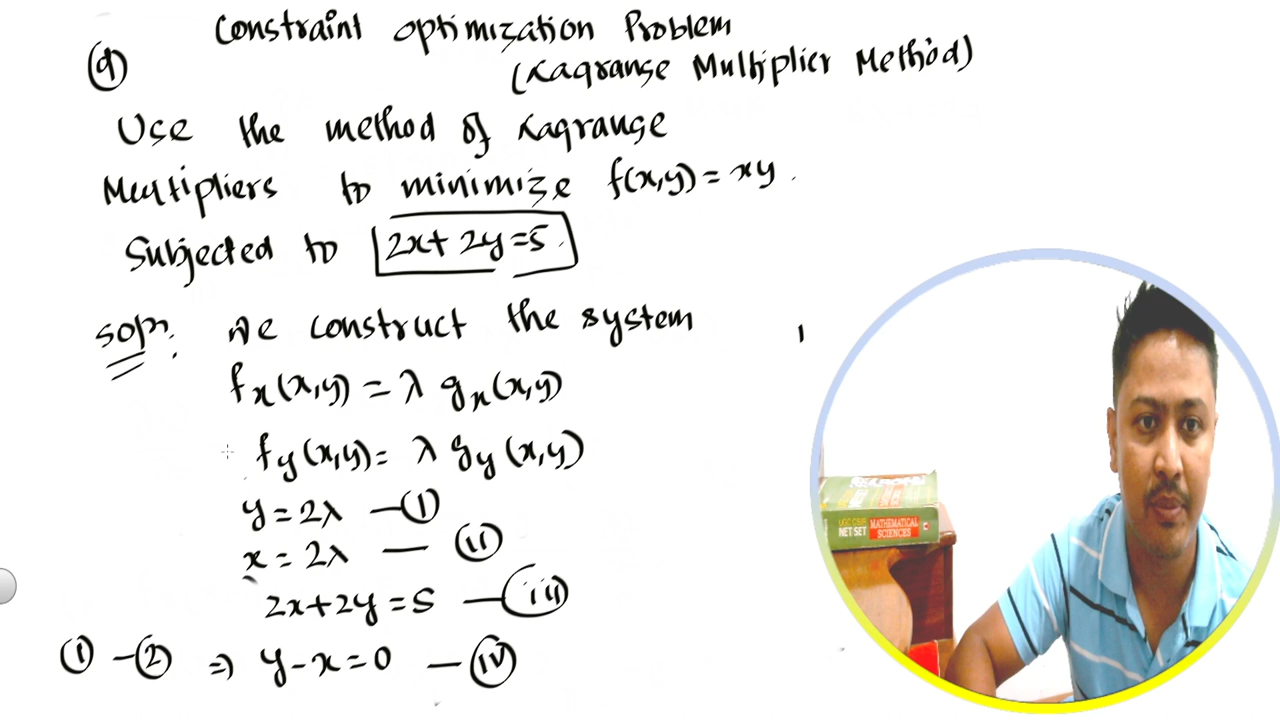 Constraint optimization Problem
(q)
(Lagrange Multiplier Method)
Use the method of Lagrange
Multipliers to minimize f(x,y) = xy.
Subjected to 2x + 2y = 5.
Soln: We construct the system
fx(x,y) = λ gx(x,y)
fy(x,y) = λ gy(x,y)
y = 2λ — (i)
x = 2λ — (ii)
2x + 2y = 5 — (iii)
① - ② ⇒ y - x = 0 — (iv)
UGC CSIR
NET-SET
MATHEMATICAL
SCIENCES